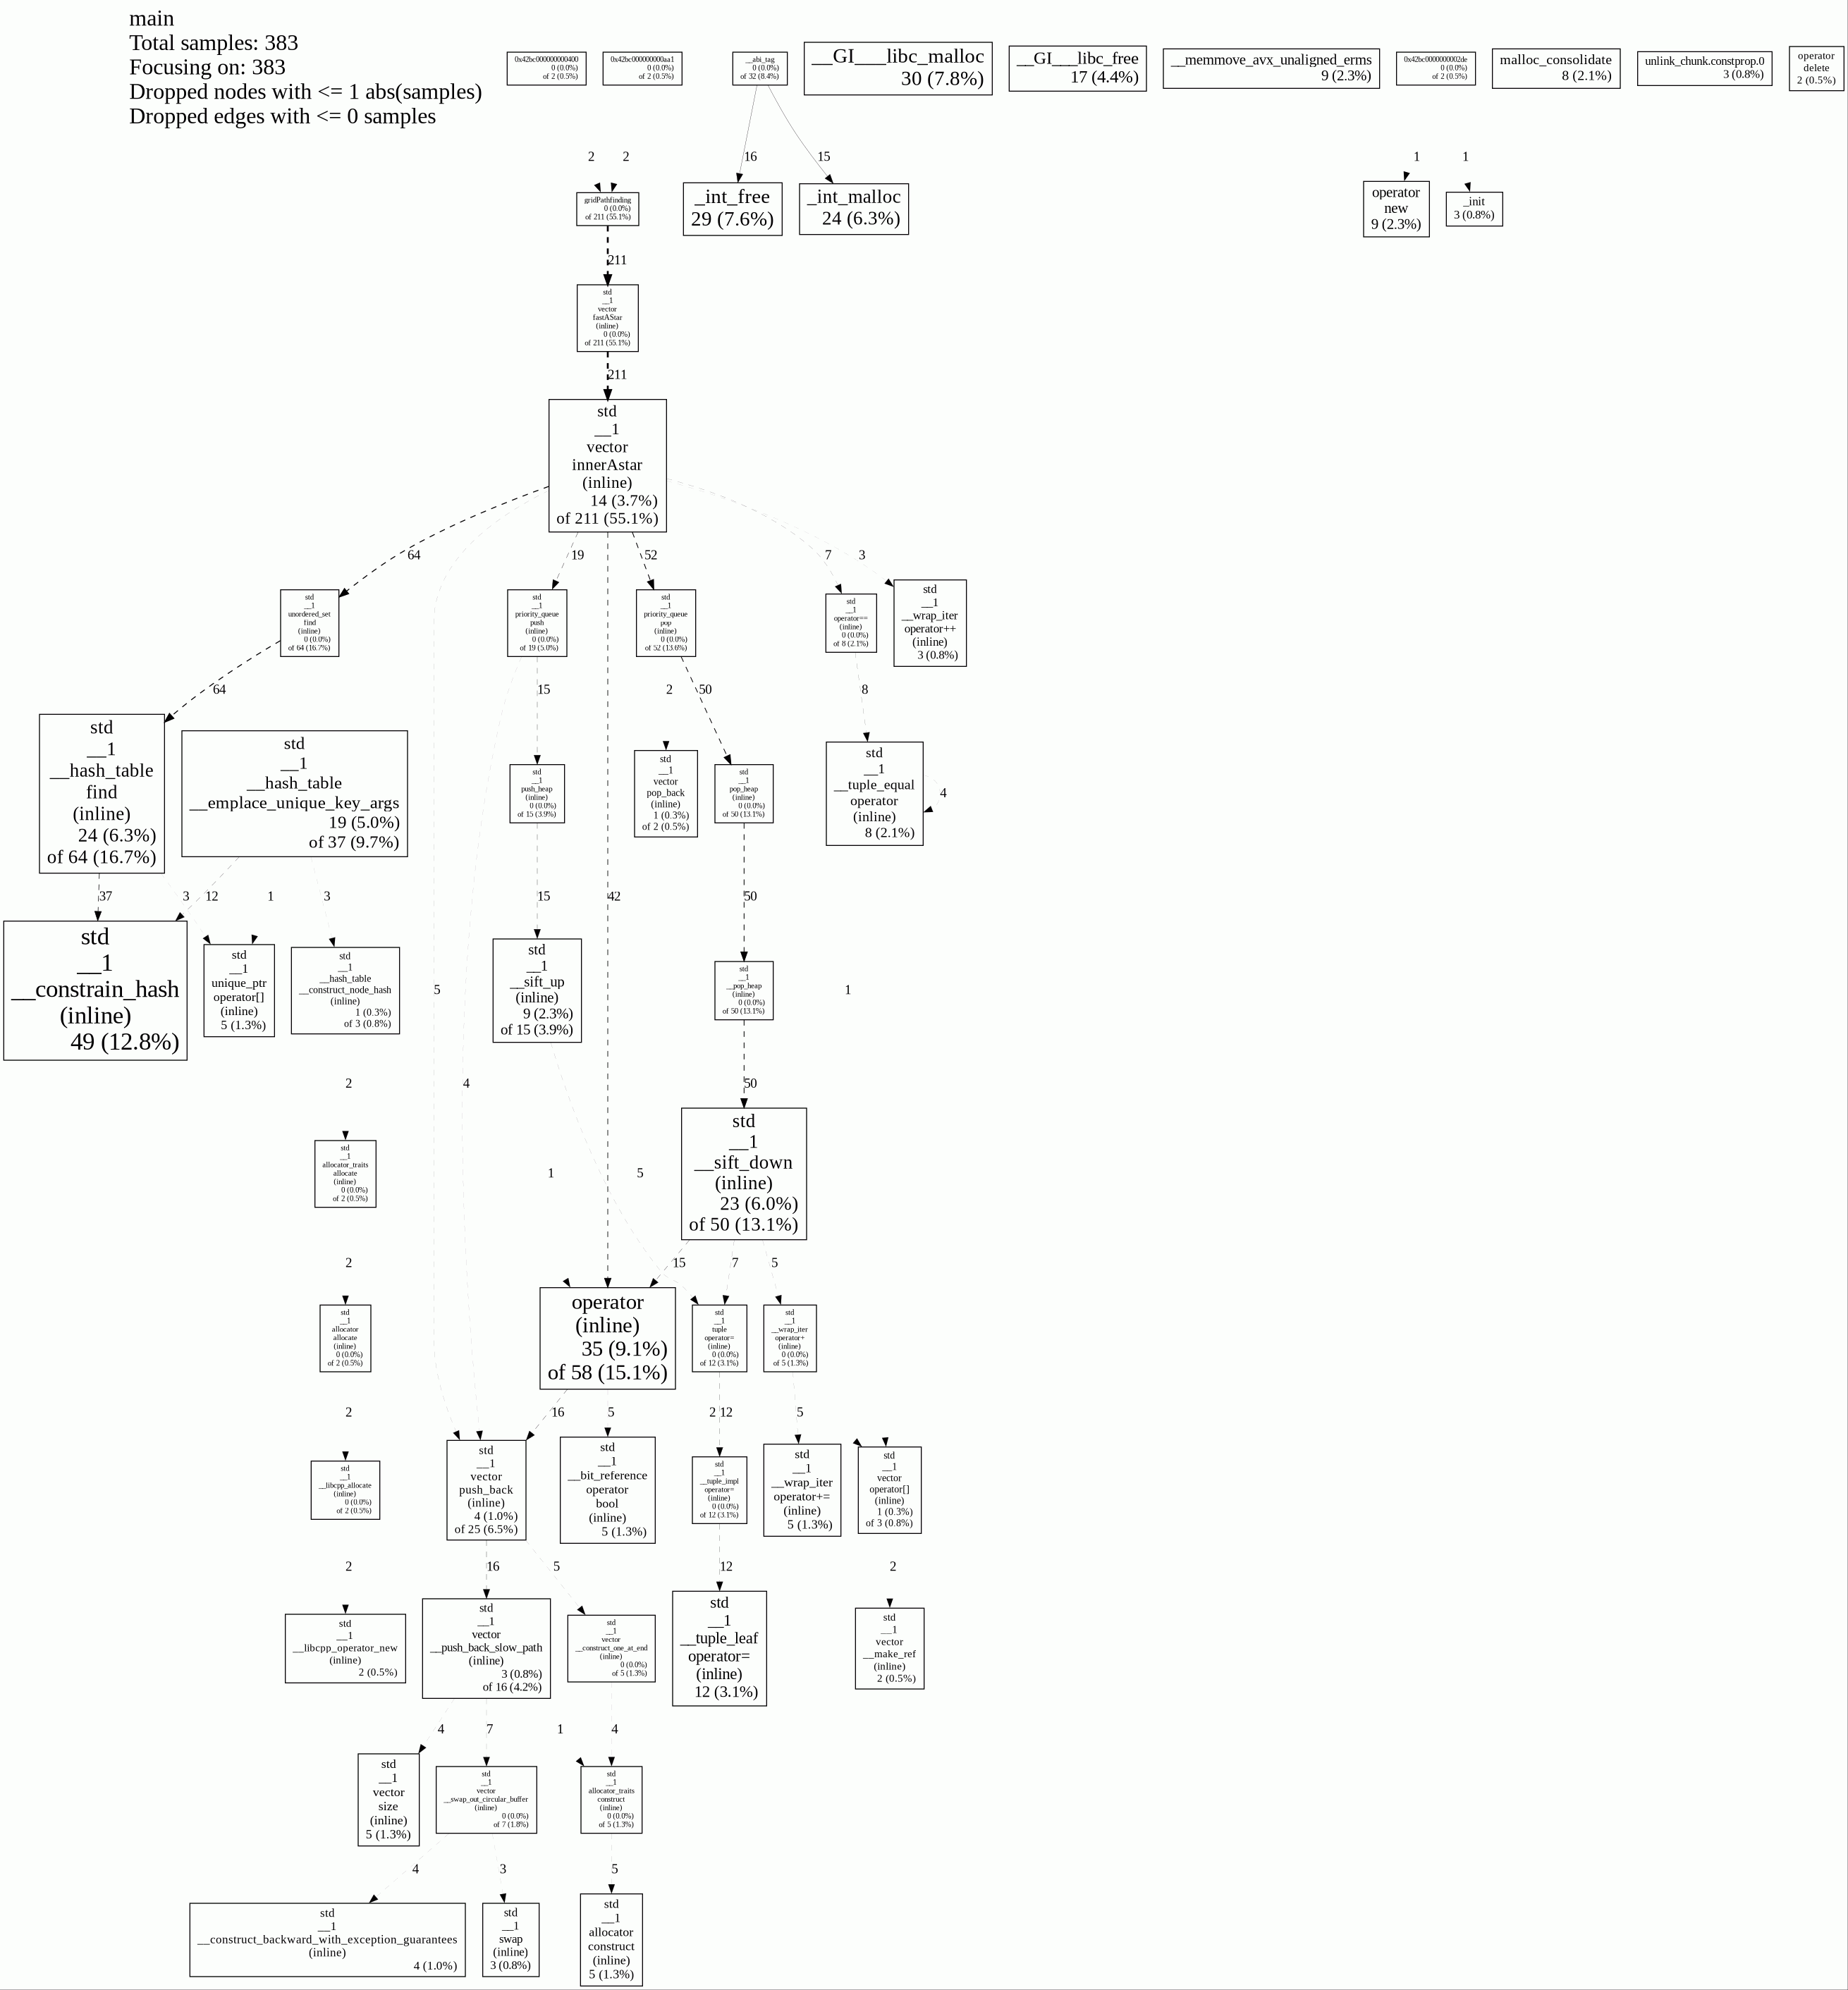 main
Total samples: 383
Focusing on: 383
Dropped nodes with <= 1 abs(samples)
Dropped edges with <= 0 samples
0x42bc000000000400
0 (0.0%)
of 2 (0.5%)
0x42bc000000000aa1
0 (0.0%)
of 2 (0.5%)
__abi_tag
0 (0.0%)
of 32 (8.4%)
__GI___libc_malloc
30 (7.8%)
__GI___libc_free
17 (4.4%)
__memmove_avx_unaligned_erms
9 (2.3%)
0x42bc0000000002de
0 (0.0%)
of 2 (0.5%)
malloc_consolidate
8 (2.1%)
unlink_chunk.constprop.0
3 (0.8%)
operator
delete
2 (0.5%)
2
2
16
15
1
1
gridPathfinding
0 (0.0%)
of 211 (55.1%)
_int_free
29 (7.6%)
_int_malloc
24 (6.3%)
operator
new
9 (2.3%)
_init
3 (0.8%)
211
std
__1
vector
fastAStar
(inline)
0 (0.0%)
of 211 (55.1%)
211
std
__1
vector
innerAstar
(inline)
14 (3.7%)
of 211 (55.1%)
64
19
52
7
3
std
__1
unordered_set
find
(inline)
0 (0.0%)
of 64 (16.7%)
std
__1
priority_queue
push
(inline)
0 (0.0%)
of 19 (5.0%)
std
__1
priority_queue
pop
(inline)
0 (0.0%)
of 52 (13.6%)
std
__1
operator==
(inline)
0 (0.0%)
of 8 (2.1%)
std
__1
__wrap_iter
operator++
(inline)
3 (0.8%)
64
15
2
50
8
std
__1
__hash_table
find
(inline)
24 (6.3%)
of 64 (16.7%)
std
__1
__hash_table
__emplace_unique_key_args
19 (5.0%)
of 37 (9.7%)
std
__1
push_heap
(inline)
0 (0.0%)
of 15 (3.9%)
std
__1
vector
pop_back
(inline)
1 (0.3%)
of 2 (0.5%)
std
__1
pop_heap
(inline)
0 (0.0%)
of 50 (13.1%)
std
__1
__tuple_equal
operator
(inline)
8 (2.1%)
4
37
3
12
1
3
15
42
50
std
__1
__constrain_hash
(inline)
49 (12.8%)
std
__1
unique_ptr
operator[]
(inline)
5 (1.3%)
std
__1
__hash_table
__construct_node_hash
(inline)
1 (0.3%)
of 3 (0.8%)
5
std
__1
__sift_up
(inline)
9 (2.3%)
of 15 (3.9%)
std
__1
__pop_heap
(inline)
0 (0.0%)
of 50 (13.1%)
1
2
4
50
std
__1
allocator_traits
allocate
(inline)
0 (0.0%)
of 2 (0.5%)
1
5
std
__1
__sift_down
(inline)
23 (6.0%)
of 50 (13.1%)
2
15
7
5
std
__1
allocator
allocate
(inline)
0 (0.0%)
of 2 (0.5%)
operator
(inline)
35 (9.1%)
of 58 (15.1%)
std
__1
tuple
operator=
(inline)
0 (0.0%)
of 12 (3.1%)
std
__1
__wrap_iter
operator+
(inline)
0 (0.0%)
of 5 (1.3%)
2
16
5
2
12
5
std
__1
__libcpp_allocate
(inline)
0 (0.0%)
of 2 (0.5%)
std
__1
vector
push_back
(inline)
4 (1.0%)
of 25 (6.5%)
std
__1
__bit_reference
operator
bool
(inline)
5 (1.3%)
std
__1
__tuple_impl
operator=
(inline)
0 (0.0%)
of 12 (3.1%)
std
__1
__wrap_iter
operator+=
(inline)
5 (1.3%)
std
__1
vector
operator[]
(inline)
1 (0.3%)
of 3 (0.8%)
2
16
5
12
2
std
__1
__libcpp_operator_new
(inline)
2 (0.5%)
std
__1
vector
__push_back_slow_path
(inline)
3 (0.8%)
of 16 (4.2%)
std
__1
vector
__construct_one_at_end
(inline)
0 (0.0%)
of 5 (1.3%)
std
__1
__tuple_leaf
operator=
(inline)
12 (3.1%)
std
__1
vector
__make_ref
(inline)
2 (0.5%)
4
7
1
4
std
__1
vector
size
(inline)
5 (1.3%)
std
__1
vector
__swap_out_circular_buffer
(inline)
0 (0.0%)
of 7 (1.8%)
std
__1
allocator_traits
construct
(inline)
0 (0.0%)
of 5 (1.3%)
4
3
5
std
__1
__construct_backward_with_exception_guarantees
(inline)
4 (1.0%)
std
__1
swap
(inline)
3 (0.8%)
std
__1
allocator
construct
(inline)
5 (1.3%)